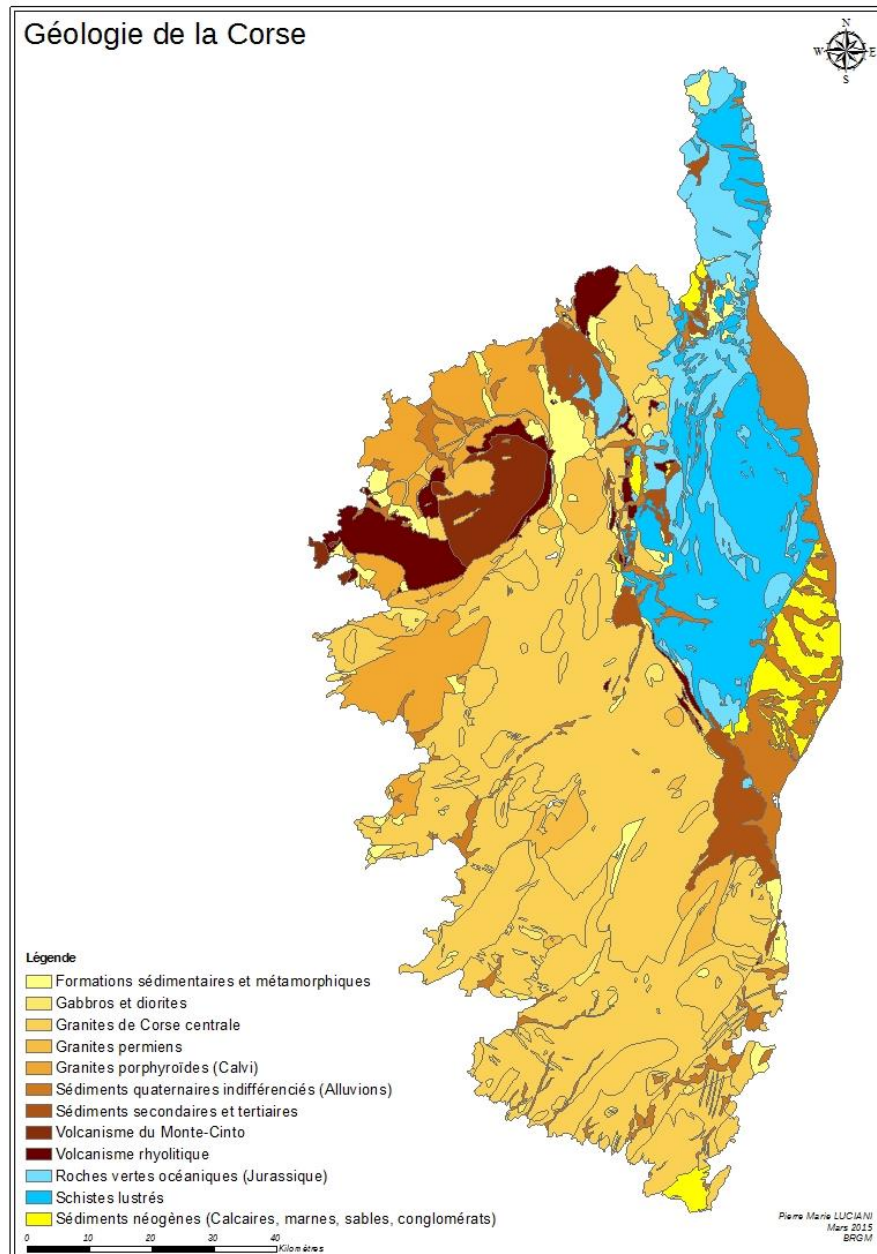 Géologie de la Corse
N
W E
S
Légende
Formations sédimentaires et métamorphiques
Gabbros et diorites
Granites de Corse centrale
Granites permiens
Granites porphyroïdes (Calvi)
Sédiments quaternaires indifférenciés (Alluvions)
Sédiments secondaires et tertiaires
Volcanisme du Monte-Cinto
Volcanisme rhyolitique
Roches vertes océaniques (Jurassique)
Schistes lustrés
Sédiments néogènes (Calcaires, marnes, sables, conglomérats)
0 10 20 30 40
Kilomètres
Pierre Marie LUCIANI
Mars 2015
BRGM